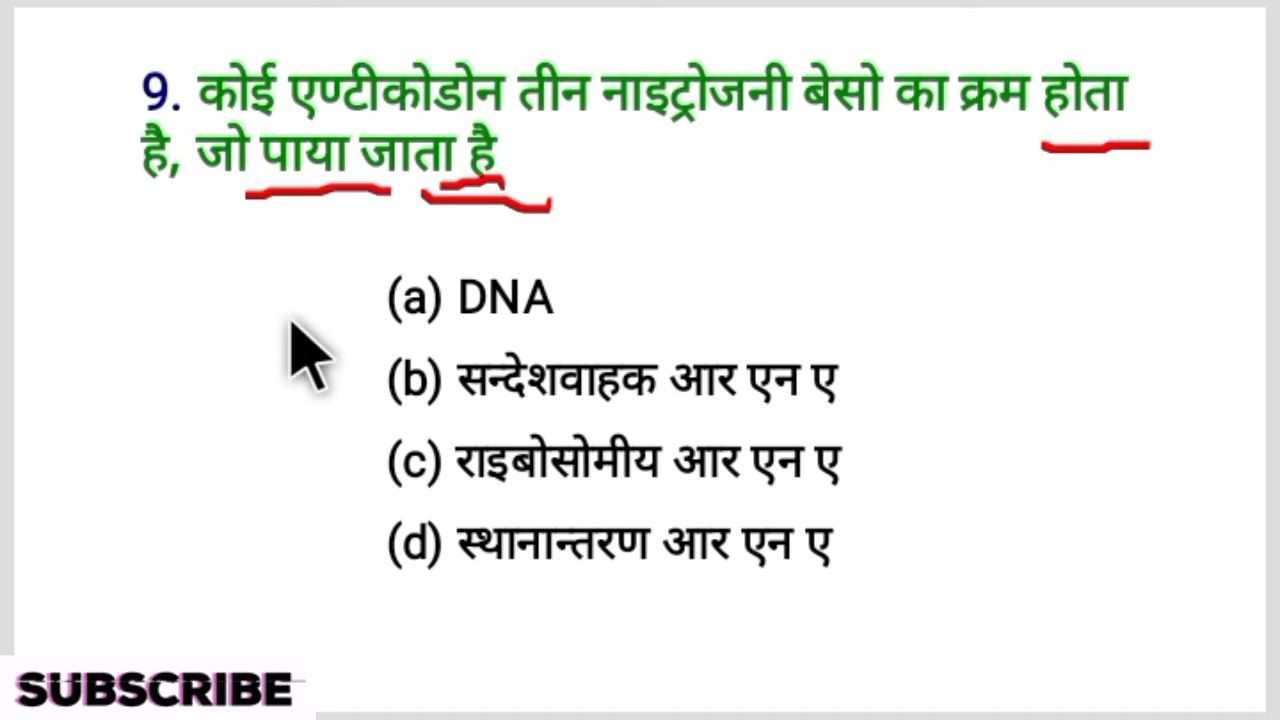 9. कोई एण्टीकोडोन तीन नाइट्रोजनी बेसो का क्रम होता
है, जो पाया जाता है
(a) DNA
(b) सन्देशवाहक आर एन ए
(c) राइबोसोमीय आर एन ए
(d) स्थानान्तरण आर एन ए
SUBSCRIBE